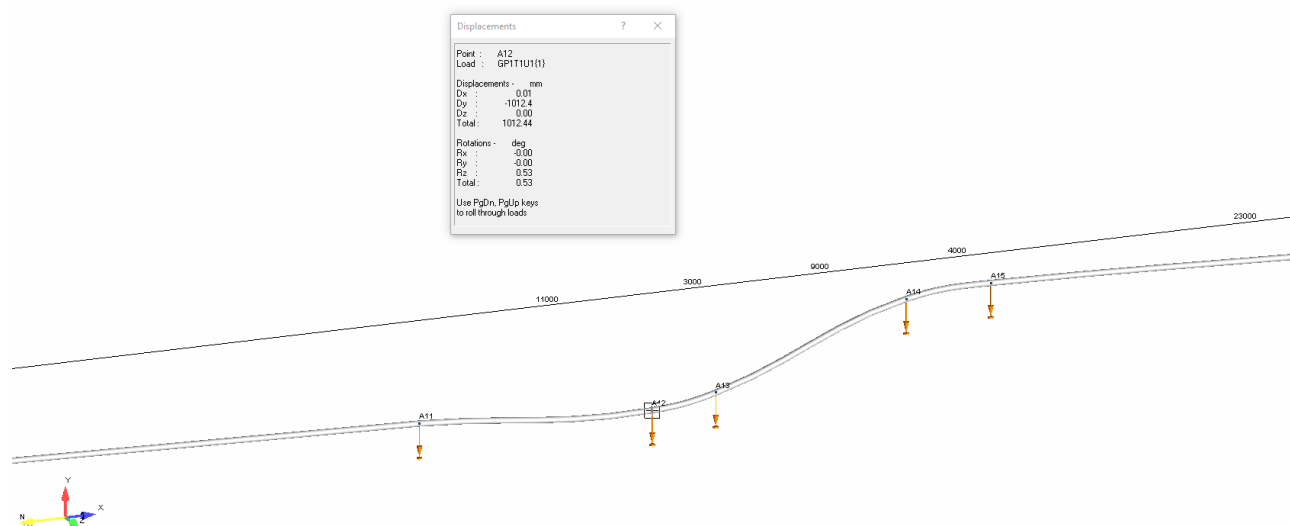 Displacements ? ×
Point : A12
Load : GP1T1U1{1}
Displacements - mm
Dx : 0.01
Dy : -1012.4
Dz : 0.00
Total : 1012.44
Rotations - deg
Rx : -0.00
Ry : -0.00
Rz : 0.53
Total : 0.53
Use PgDn, PgUp keys
to roll through loads
23000
4000
9000
3000
11000
A15
A14
A13
A12
A11
Y
X
Z
N